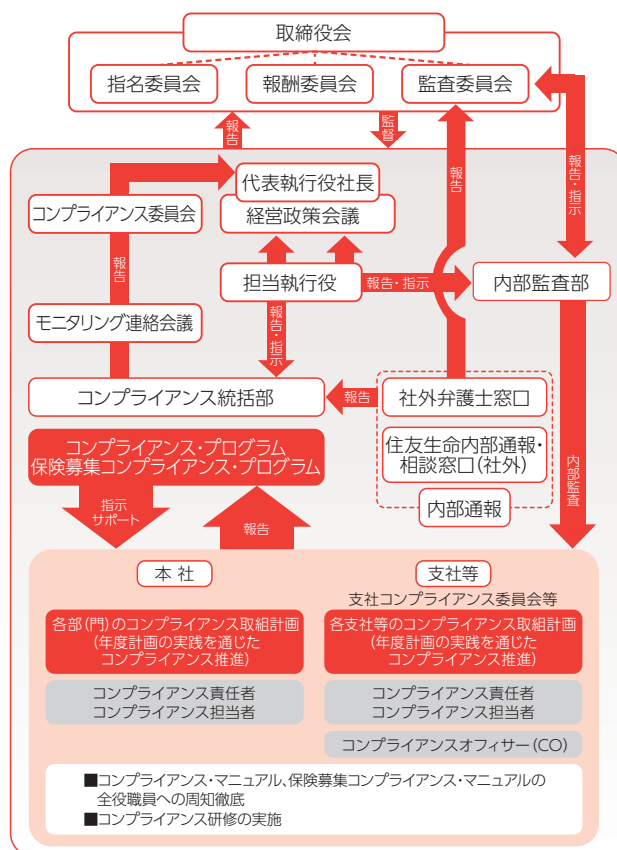 取締役会
指名委員会
報酬委員会
監査委員会
報告
監督
報告
報告・指示
代表執行役社長
経営政策会議
コンプライアンス委員会
報告
担当執行役
報告・指示
内部監査部
モニタリング連絡会議
報告・指示
コンプライアンス統括部
報告
社外弁護士窓口
住友生命内部通報・
相談窓口(社外)
内部通報
内部監査
コンプライアンス・プログラム
保険募集コンプライアンス・プログラム
指示
サポート
報告
本社
支社等
支社コンプライアンス委員会等
各部(門)のコンプライアンス取組計画
(年度計画の実践を通じた
コンプライアンス推進)
各支社等のコンプライアンス取組計画
(年度計画の実践を通じた
コンプライアンス推進)
コンプライアンス責任者
コンプライアンス担当者
コンプライアンス責任者
コンプライアンス担当者
コンプライアンスオフィサー(CO)
■コンプライアンス・マニュアル、保険募集コンプライアンス・マニュアルの
全役職員への周知徹底
■コンプライアンス研修の実施